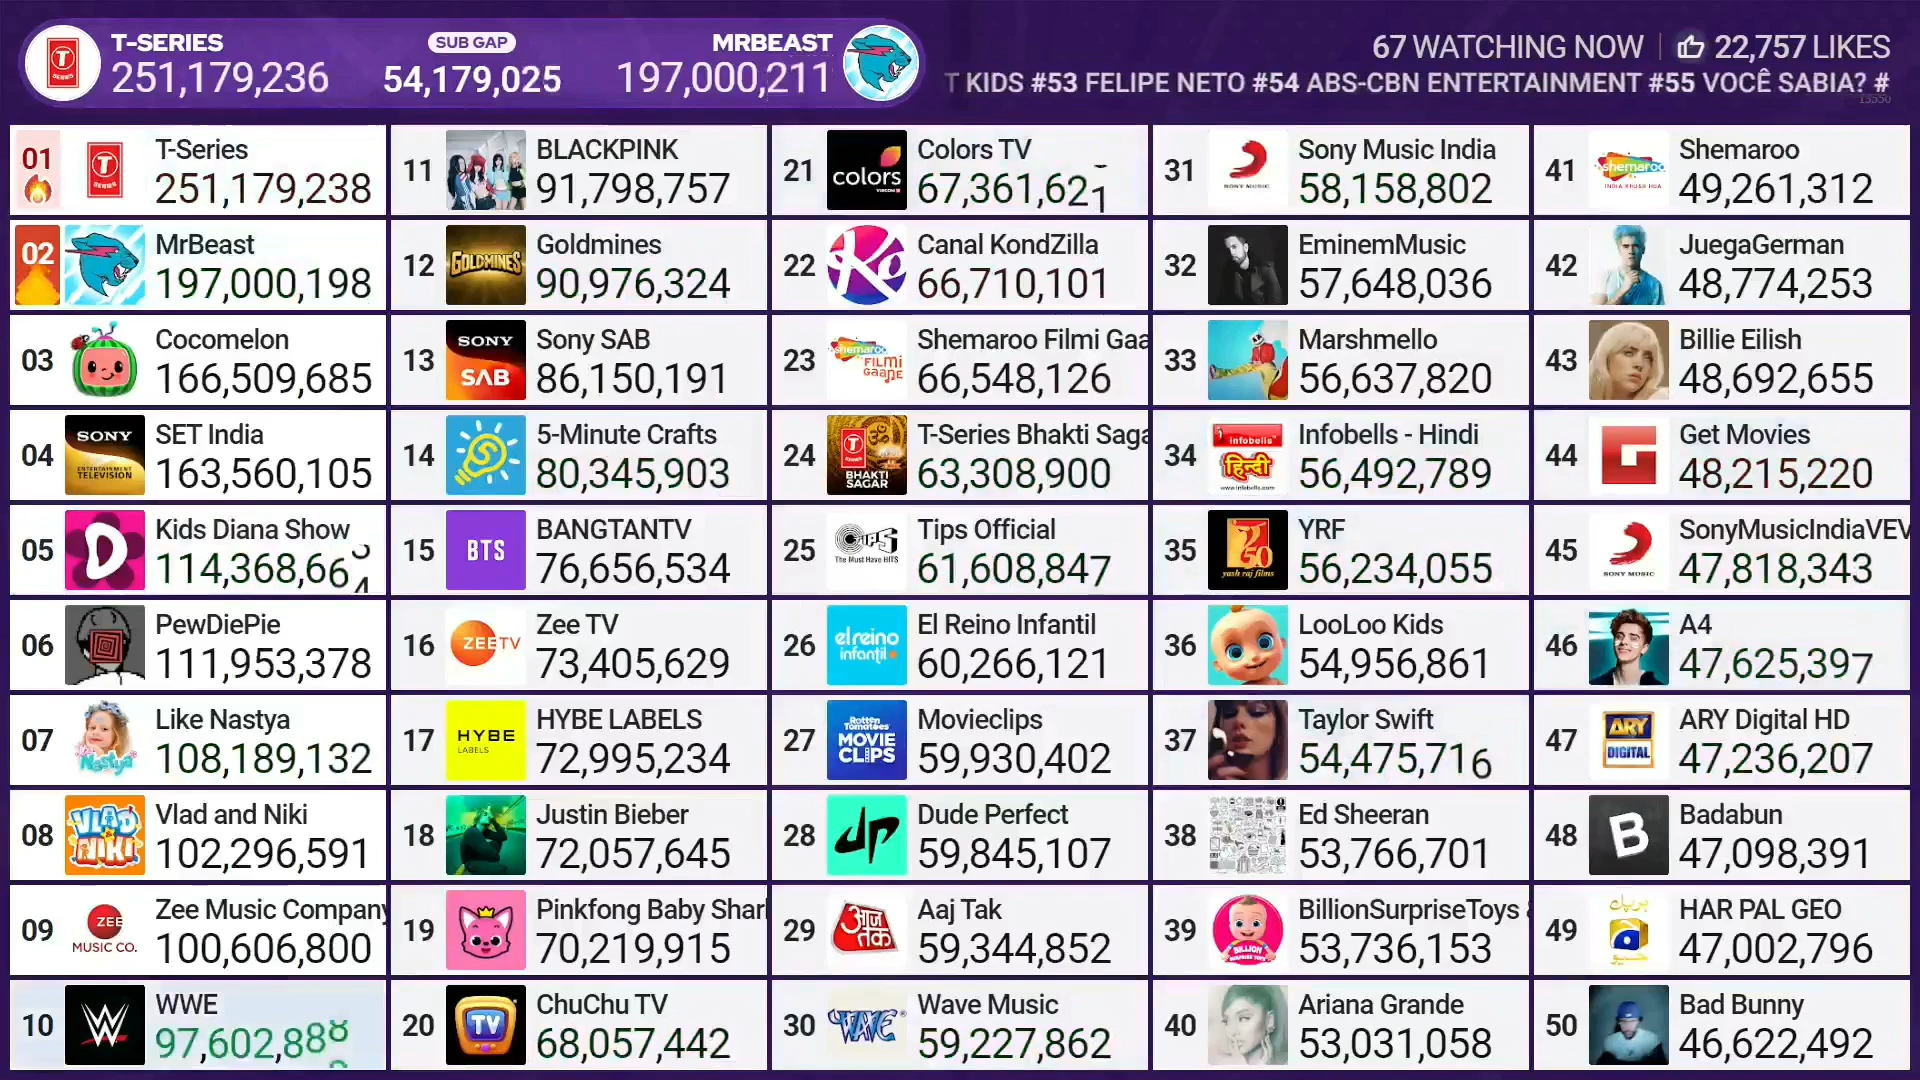 T-SERIES
251,179,236
SUB GAP
54,179,025
MRBEAST
197,000,211
67 WATCHING NOW
22,757 LIKES
T KIDS #53 FELIPE NETO #54 ABS-CBN ENTERTAINMENT #55 VOCÊ SABIA? #
13550
01
T-Series
251,179,238
02
MrBeast
197,000,198
03
Cocomelon
166,509,685
04
SET India
163,560,105
05
Kids Diana Show
06
PewDiePie
111,953,378
07
Like Nastya
108,189,132
08
Vlad and Niki
102,296,591
09
Zee Music Company
100,606,800
10
WWE
11
BLACKPINK
91,798,757
12
Goldmines
90,976,324
13
Sony SAB
86,150,191
14
5-Minute Crafts
80,345,903
15
BANGTANTV
76,656,534
16
Zee TV
73,405,629
17
HYBE LABELS
72,995,234
18
Justin Bieber
72,057,645
19
Pinkfong Baby Shar
70,219,915
20
ChuChu TV
68,057,442
21
Colors TV
67,361,621
22
Canal KondZilla
66,710,101
23
Shemaroo Filmi Gaa
66,548,126
24
T-Series Bhakti Saga
63,308,900
25
Tips Official
61,608,847
26
El Reino Infantil
60,266,121
27
Movieclips
59,930,402
28
Dude Perfect
59,845,107
29
Aaj Tak
59,344,852
30
Wave Music
59,227,862
31
Sony Music India
58,158,802
32
EminemMusic
57,648,036
33
Marshmello
56,637,820
34
Infobells - Hindi
56,492,789
35
YRF
56,234,055
36
LooLoo Kids
54,956,861
37
Taylor Swift
54,475,716
38
Ed Sheeran
53,766,701
39
BillionSurpriseToys
53,736,153
40
Ariana Grande
53,031,058
41
Shemaroo
49,261,312
42
JuegaGerman
48,774,253
43
Billie Eilish
48,692,655
44
Get Movies
48,215,220
45
SonyMusicIndiaVEV
47,818,343
46
A4
47,625,397
47
ARY Digital HD
47,236,207
48
Badabun
47,098,391
49
HAR PAL GEO
47,002,796
50
Bad Bunny
46,622,492